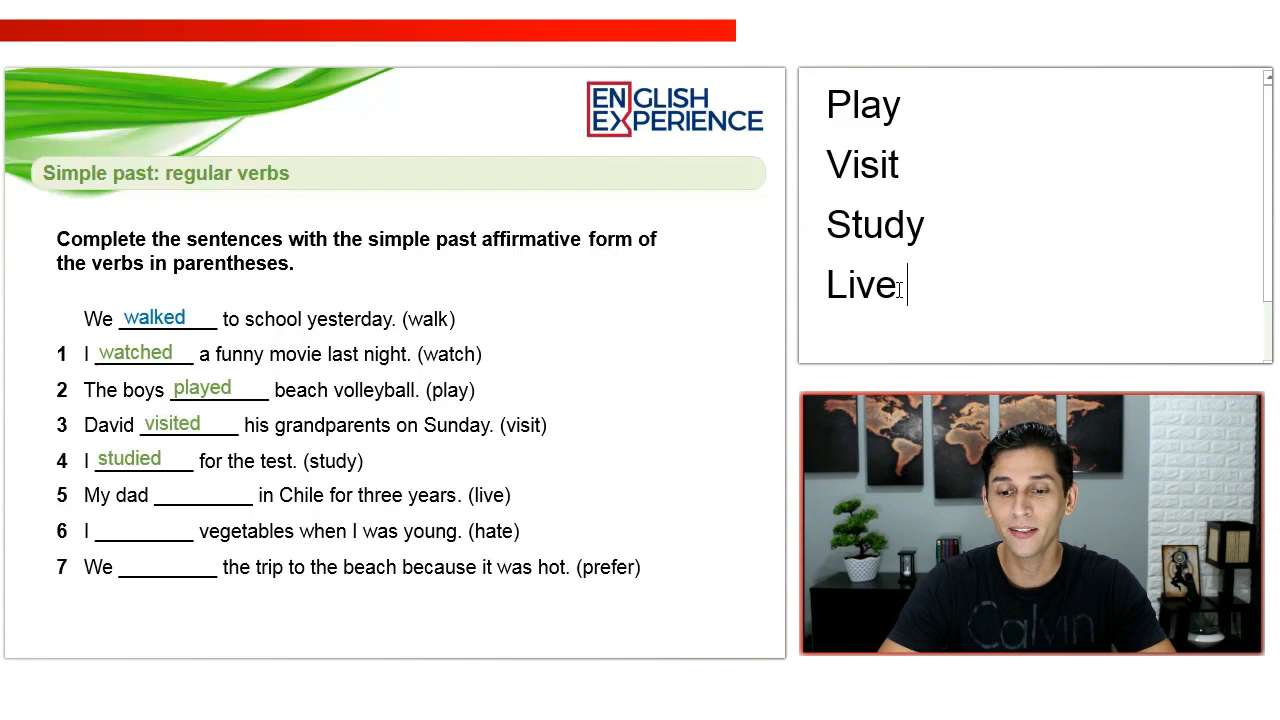 ENGLISH
EXPERIENCE
Simple past: regular verbs
Complete the sentences with the simple past affirmative form of
the verbs in parentheses.
We walked to school yesterday. (walk)
1 I watched a funny movie last night. (watch)
2 The boys played beach volleyball. (play)
3 David visited his grandparents on Sunday. (visit)
4 I studied for the test. (study)
5 My dad _________ in Chile for three years. (live)
6 I _________ vegetables when I was young. (hate)
7 We _________ the trip to the beach because it was hot. (prefer)
Play
Visit
Study
Live
Calvin